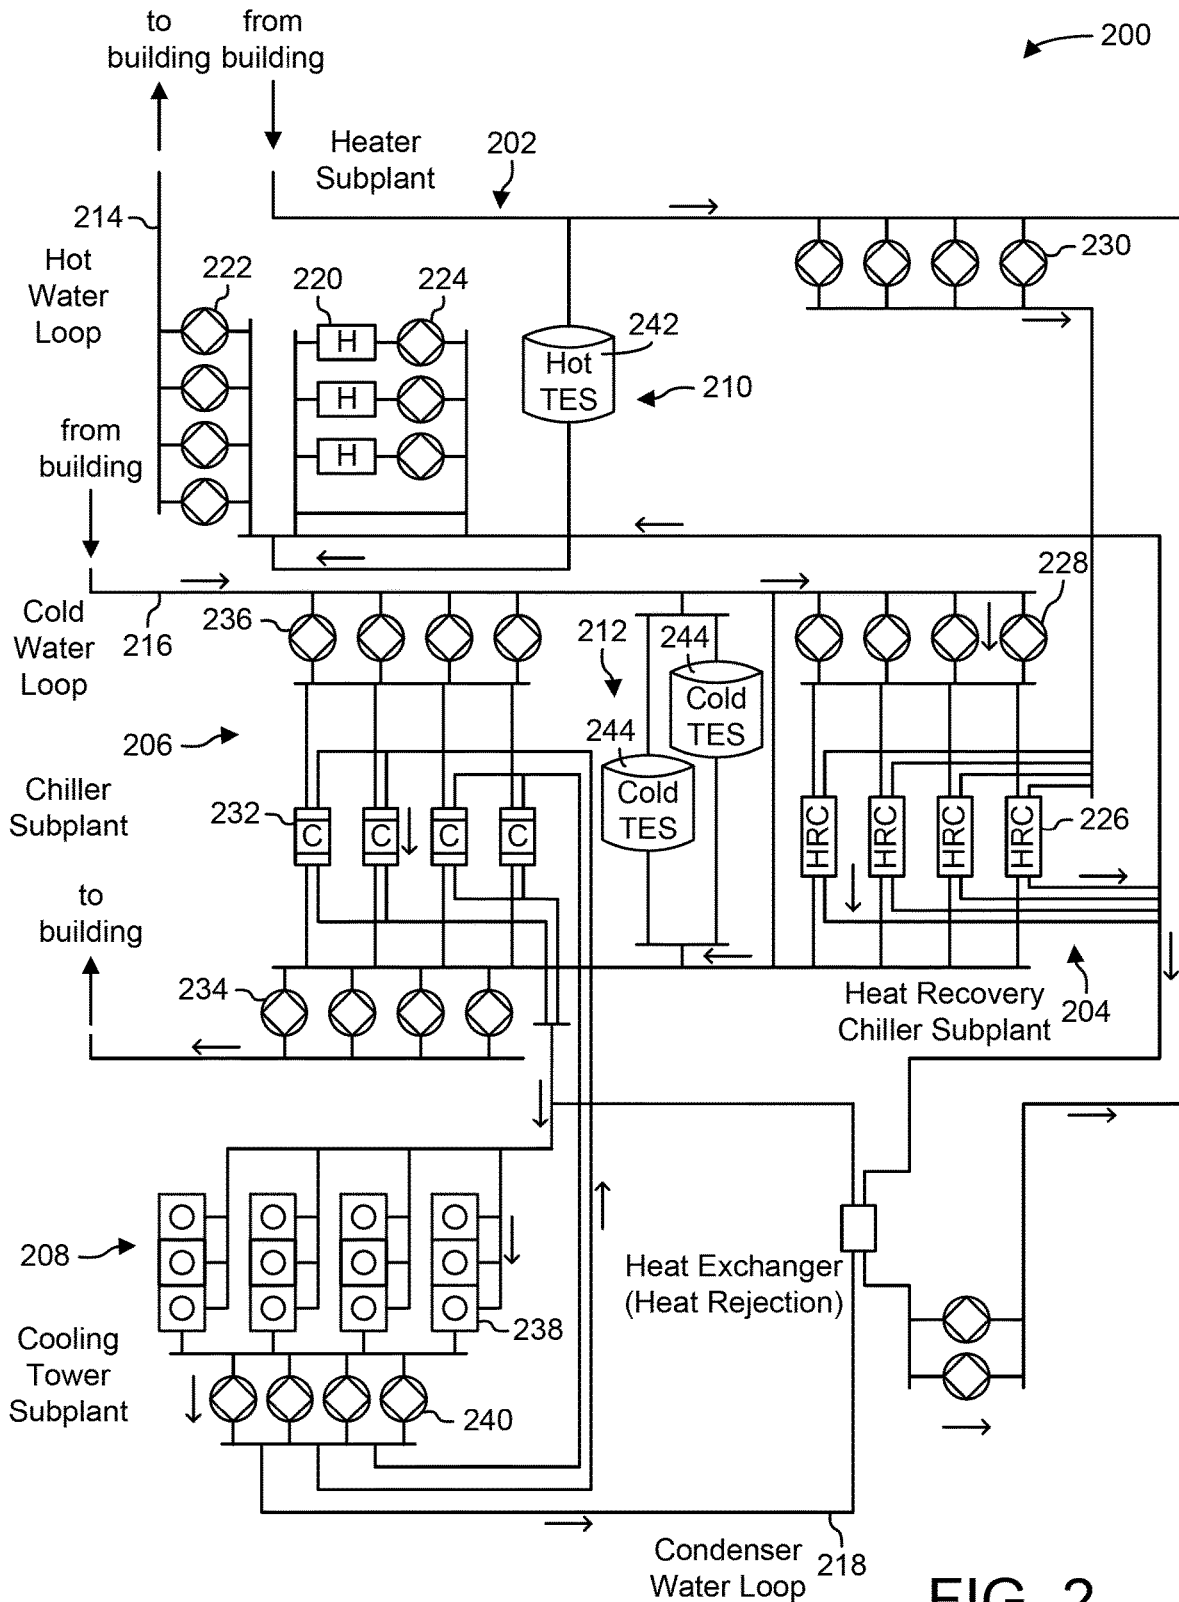 to
building
from
building
200
Heater
Subplant
202
214
Hot
Water
Loop
222
220
224
230
H
H
H
Hot
TES
242
210
from
building
228
Cold
Water
Loop
216
236
212
244
Cold
TES
244
Cold
TES
206
Chiller
Subplant
232
C
C
C
C
HRC
HRC
HRC
HRC
226
to
building
234
Heat Recovery
Chiller Subplant
204
208
Heat Exchanger
(Heat Rejection)
238
Cooling
Tower
Subplant
240
Condenser
Water Loop
218
FIG. 2